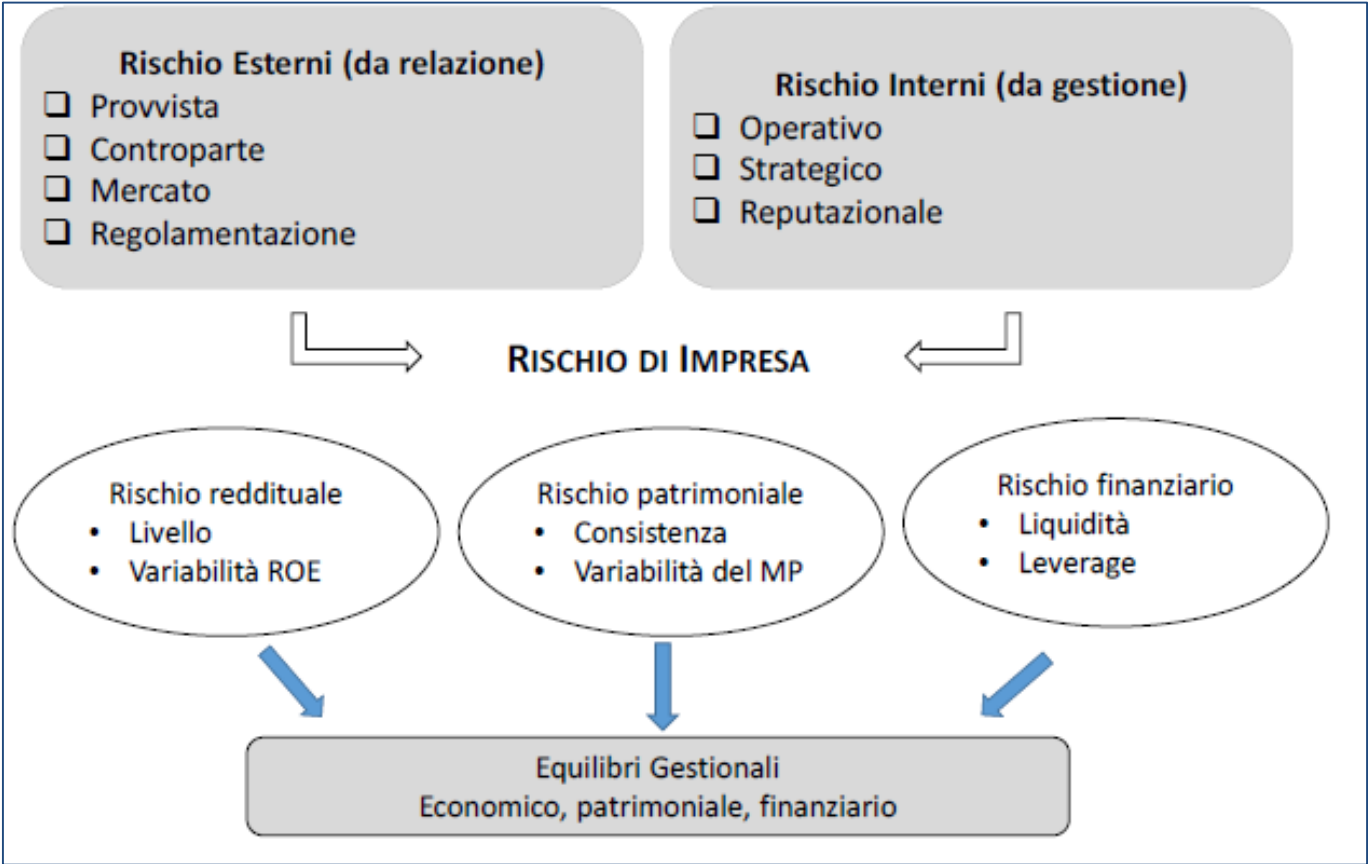 Rischio Esterni (da relazione)
❑ Provvista
❑ Controparte
❑ Mercato
❑ Regolamentazione
Rischio Interni (da gestione)
❑ Operativo
❑ Strategico
❑ Reputazionale
RISCHIO DI IMPRESA
Rischio reddituale
• Livello
• Variabilità ROE
Rischio patrimoniale
• Consistenza
• Variabilità del MP
Rischio finanziario
• Liquidità
• Leverage
Equilibri Gestionali
Economico, patrimoniale, finanziario